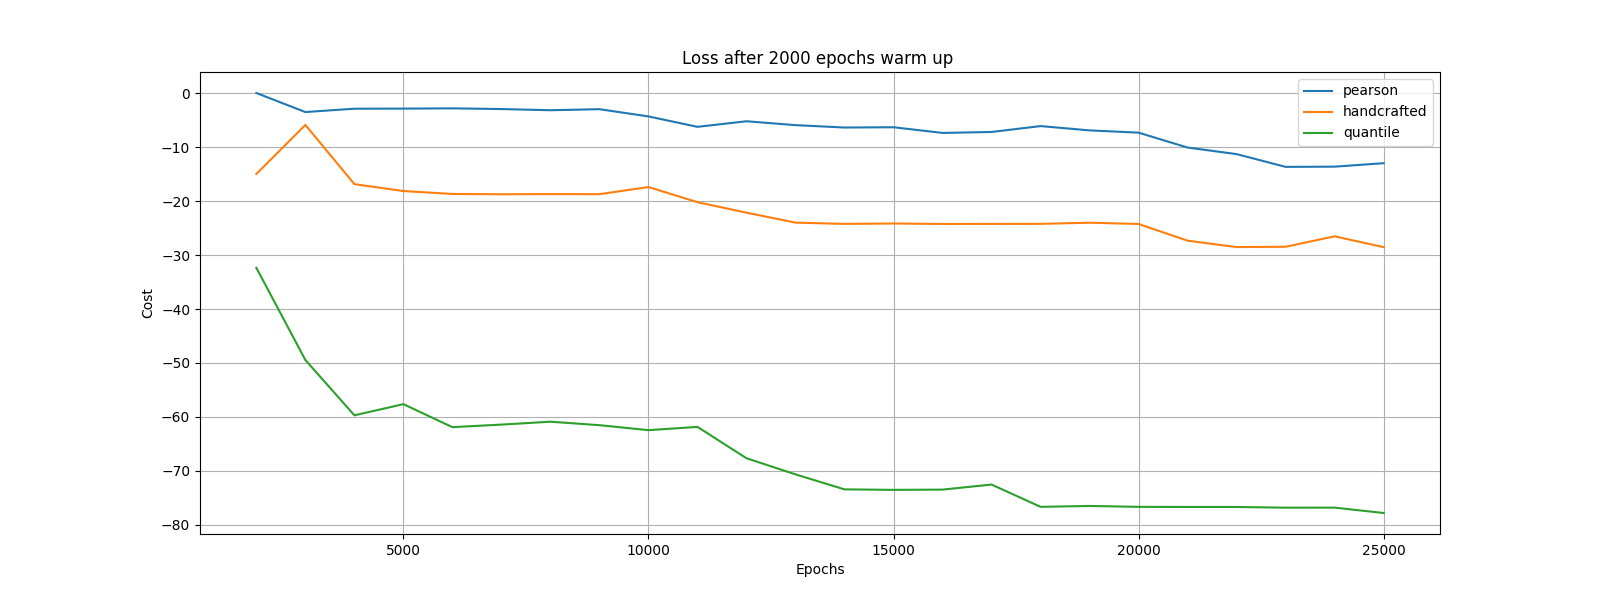 Loss after 2000 epochs warm up
pearson
handcrafted
quantile
0
−10
−20
−30
−40
−50
−60
−70
−80
Cost
5000
10000
15000
20000
25000
Epochs